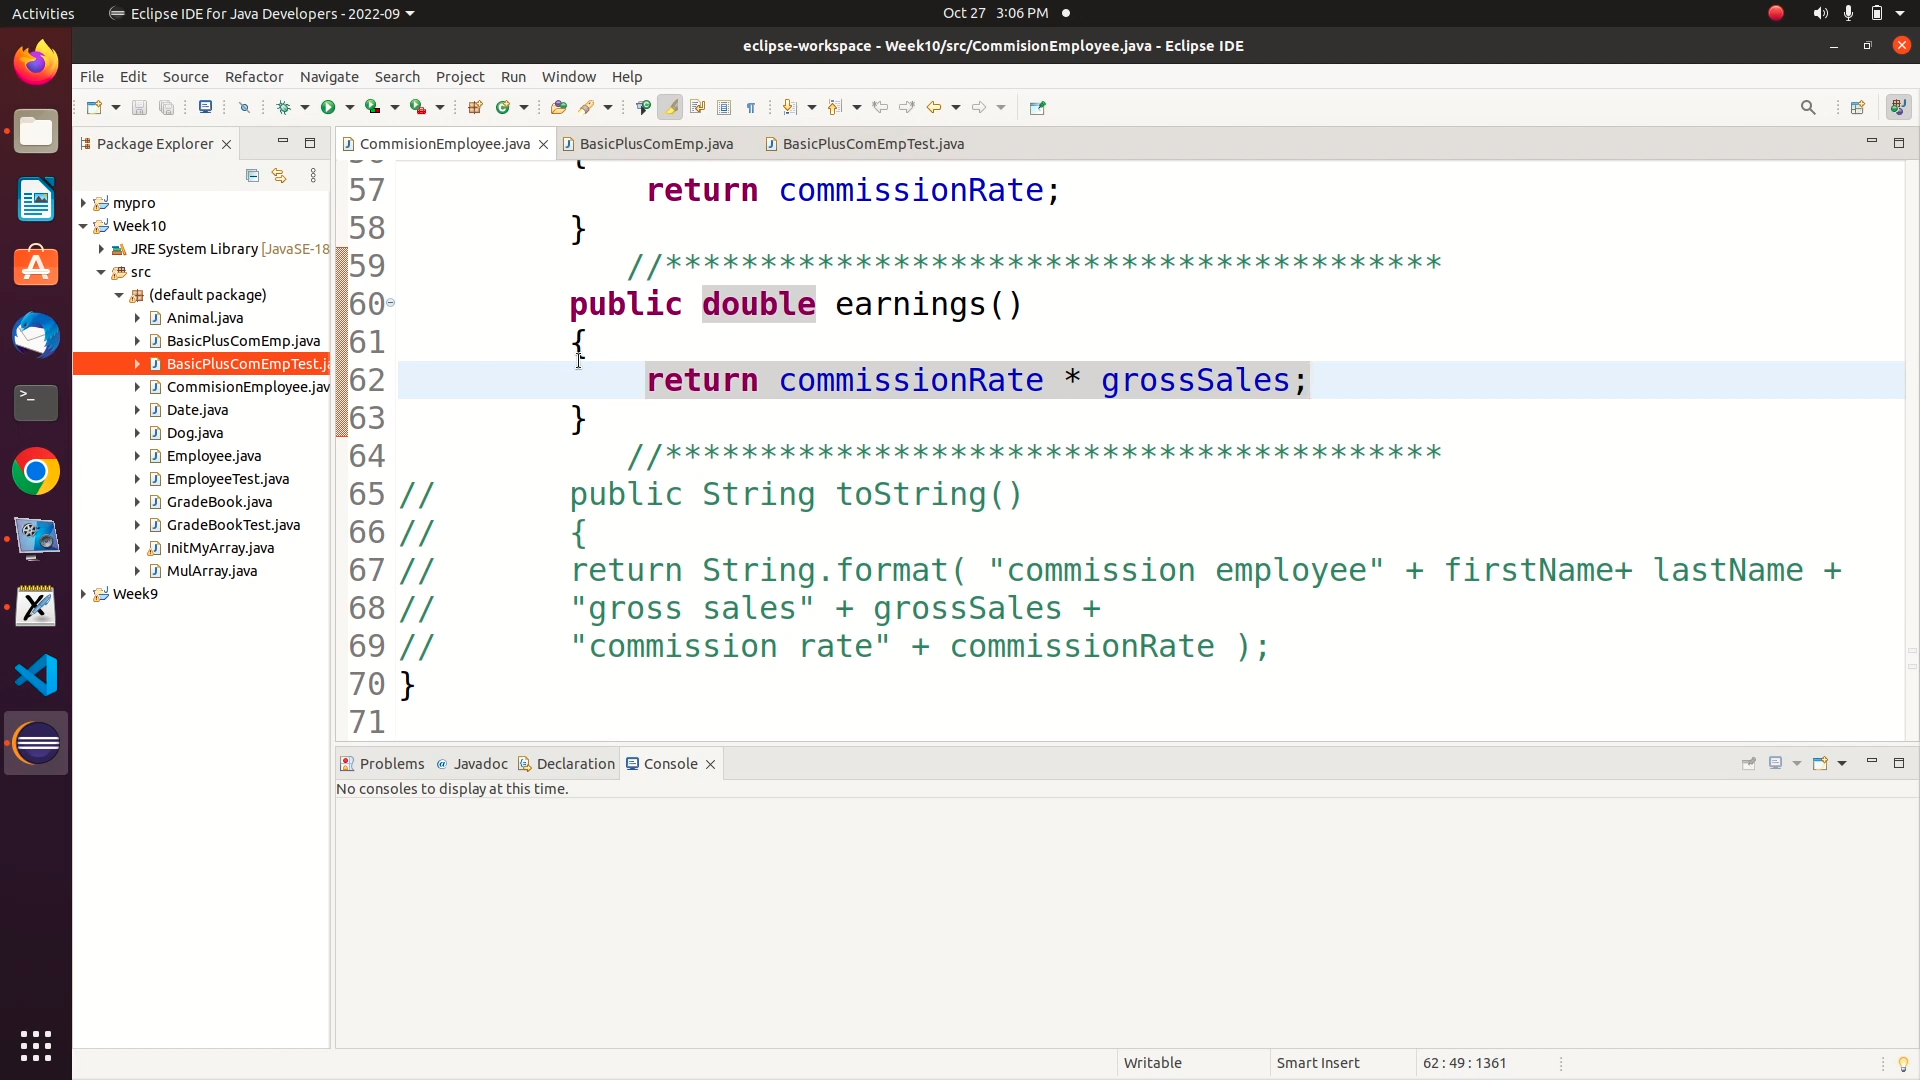 Activities
Eclipse IDE for Java Developers - 2022-09
Oct 27 3:06 PM
eclipse-workspace - Week10/src/CommisionEmployee.java - Eclipse IDE
File Edit Source Refactor Navigate Search Project Run Window Help
Package Explorer
CommisionEmployee.java
BasicPlusComEmp.java
BasicPlusComEmpTest.java
mypro
Week10
JRE System Library [JavaSE-18
src
(default package)
Animal.java
BasicPlusComEmp.java
BasicPlusComEmpTest.ja
CommisionEmployee.jav
Date.java
Dog.java
Employee.java
EmployeeTest.java
GradeBook.java
GradeBookTest.java
InitMyArray.java
MulArray.java
Week9
56 {
57 return commissionRate;
58 }
59 //*****************************************
60 public double earnings()
61 {
62 return commissionRate * grossSales;
63 }
64 //*****************************************
65 // public String toString()
66 // {
67 // return String.format( "commission employee" + firstName+ lastName +
68 // "gross sales" + grossSales +
69 // "commission rate" + commissionRate );
70 }
71
Problems
Javadoc
Declaration
Console
No consoles to display at this time.
Writable
Smart Insert
62 : 49 : 1361